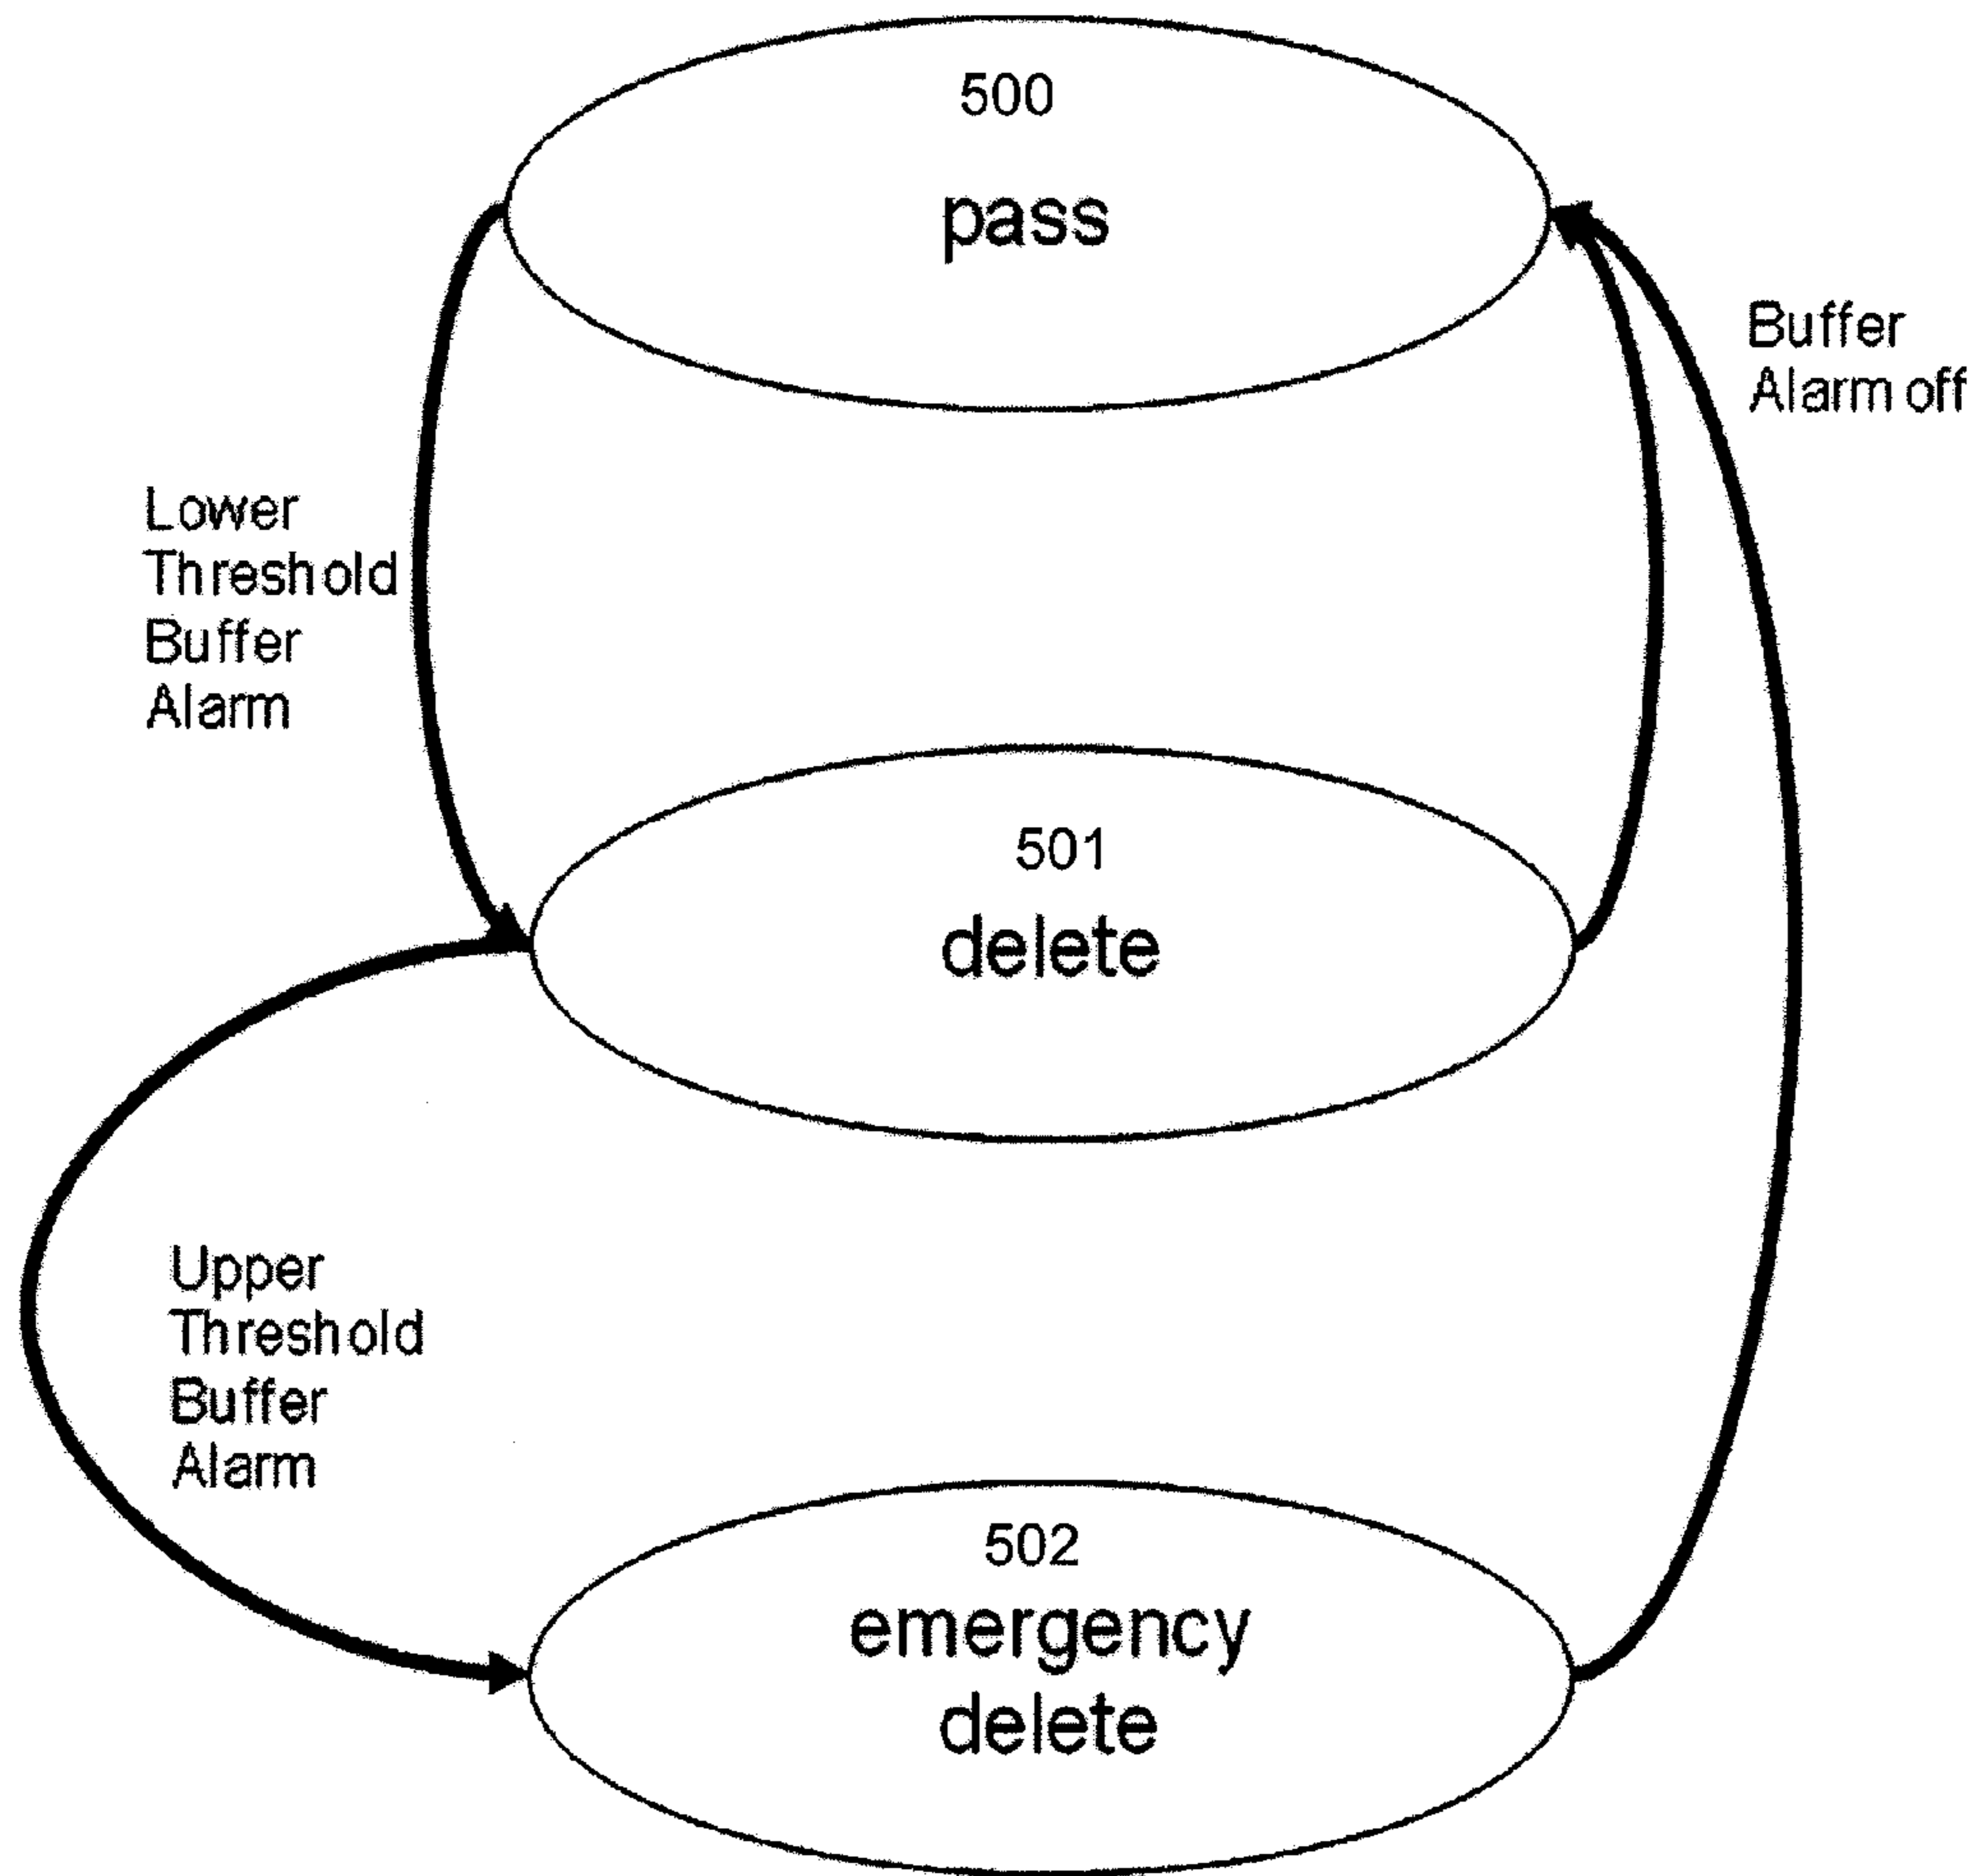 500
pass
Buffer
Alarm off
Lower
Threshold
Buffer
Alarm
501
delete
Upper
Threshold
Buffer
Alarm
502
emergency
delete